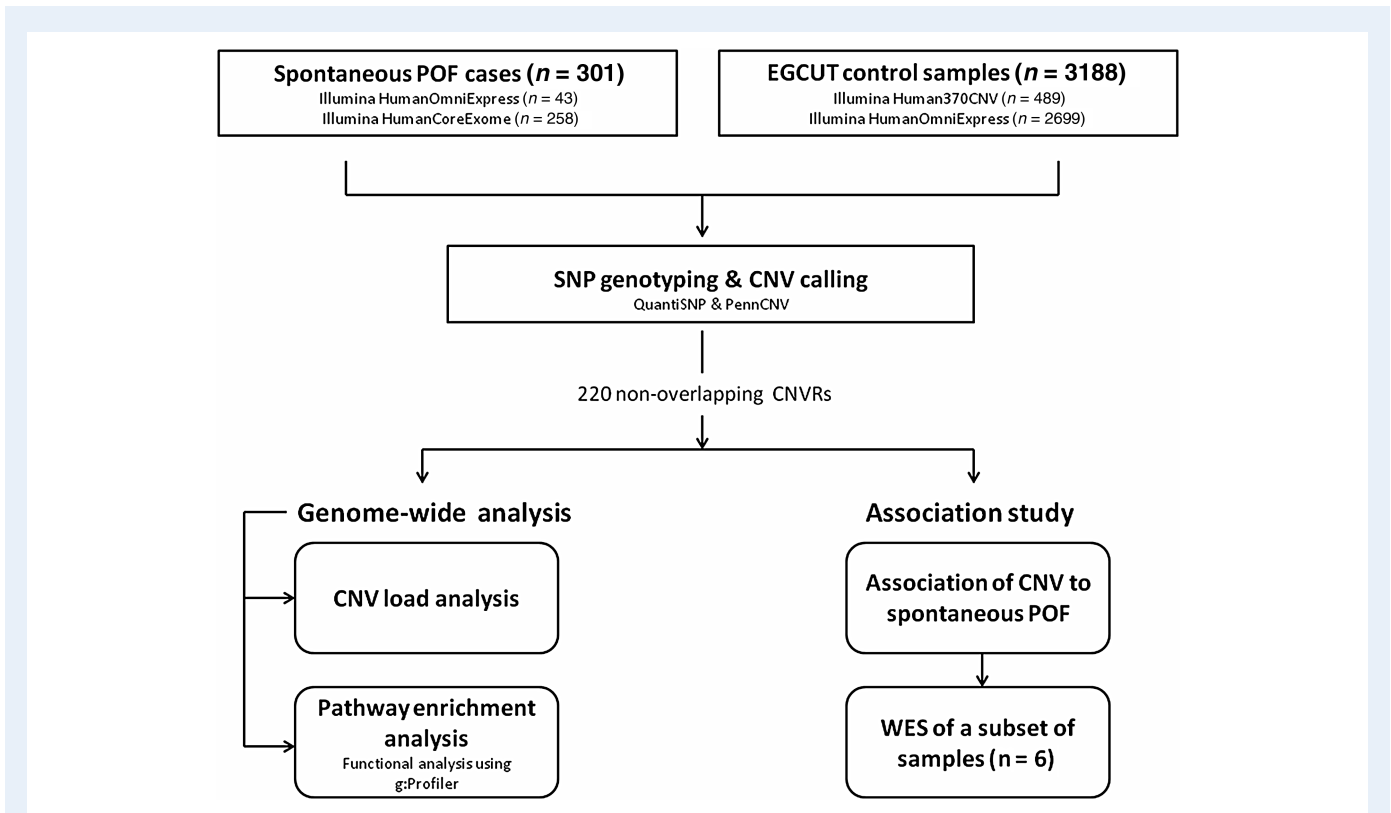 Spontaneous POF cases (n = 301)
Illumina HumanOmniExpress (n = 43)
Illumina HumanCoreExome (n = 258)
EGCUT control samples (n = 3188)
Illumina Human370CNV (n = 489)
Illumina HumanOmniExpress (n = 2699)
SNP genotyping & CNV calling
QuantiSNP & PennCNV
220 non-overlapping CNVRs
Genome-wide analysis
CNV load analysis
Pathway enrichment
analysis
Functional analysis using
g:Profiler
Association study
Association of CNV to
spontaneous POF
WES of a subset of
samples (n = 6)